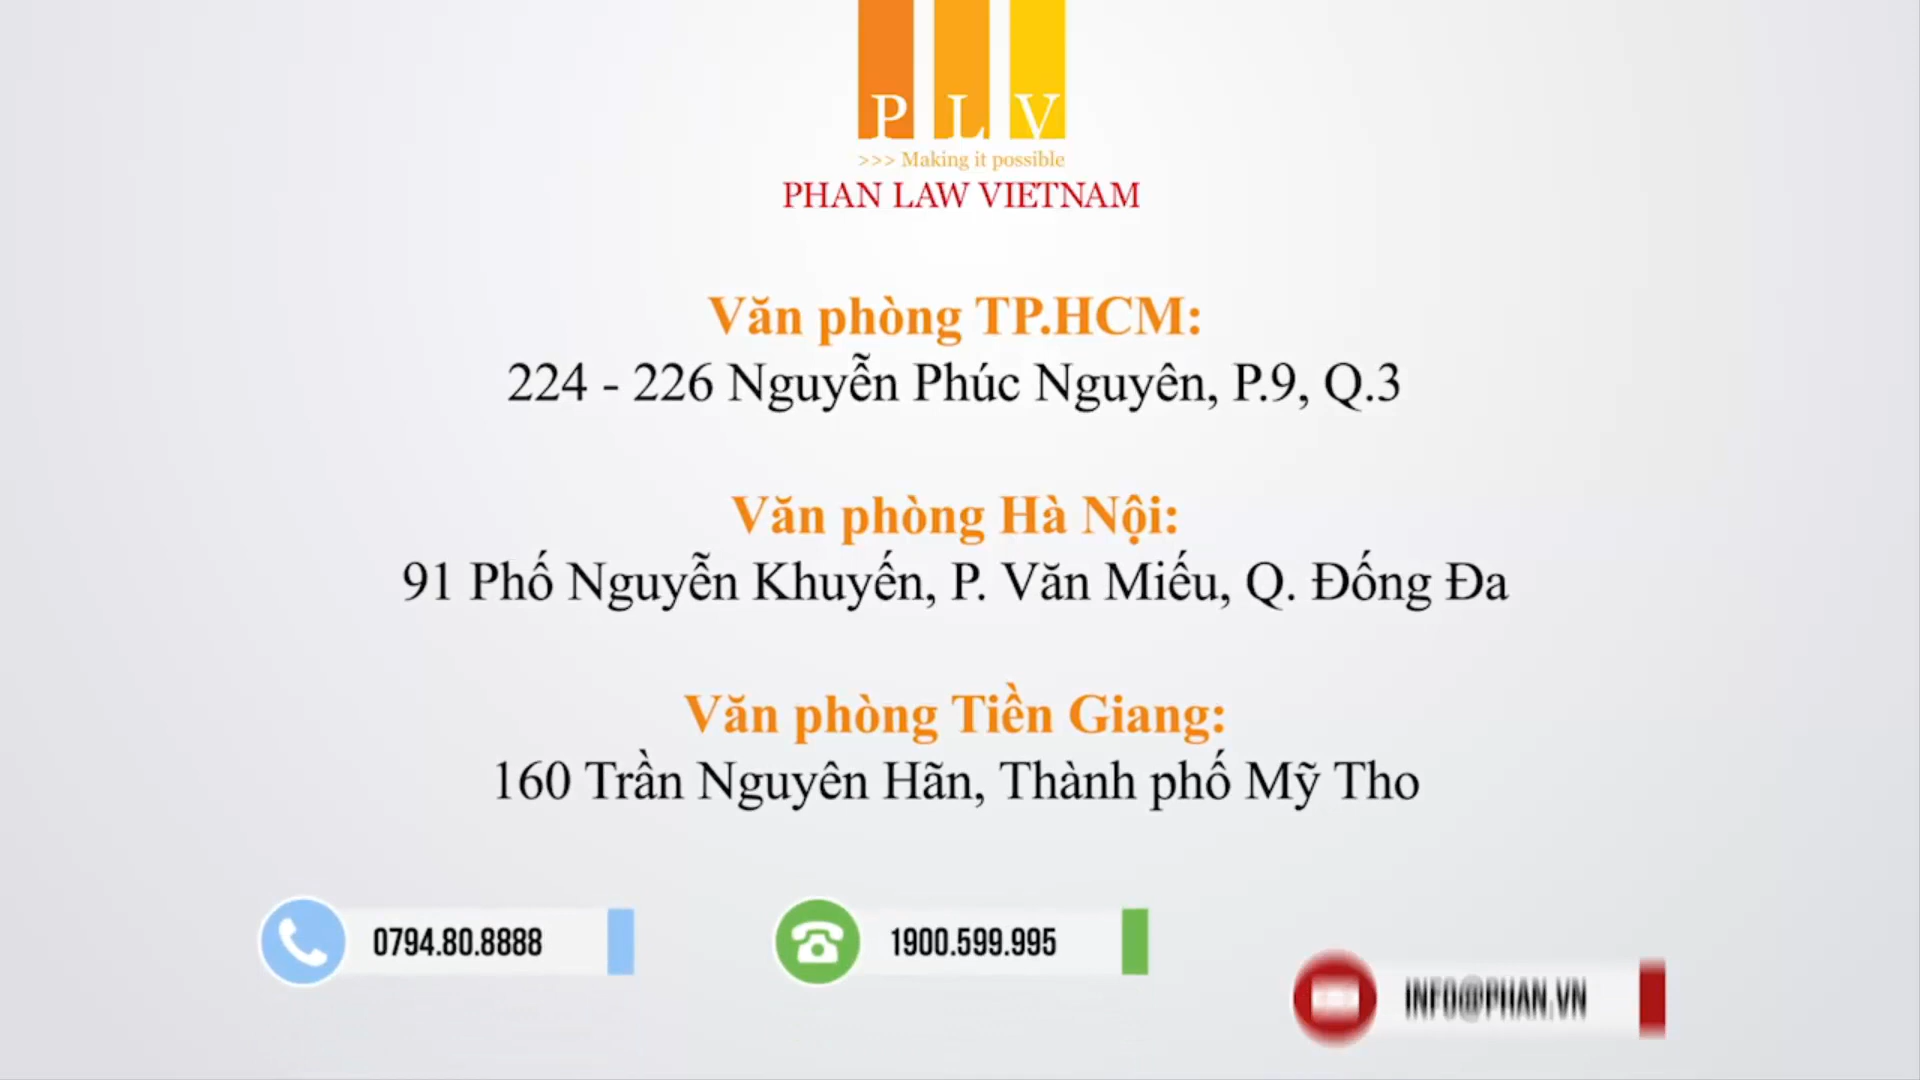 P L V
>>> Making it possible
PHAN LAW VIETNAM
Văn phòng TP.HCM:
224 - 226 Nguyễn Phúc Nguyên, P.9, Q.3
Văn phòng Hà Nội:
91 Phố Nguyễn Khuyến, P. Văn Miếu, Q. Đống Đa
Văn phòng Tiền Giang:
160 Trần Nguyên Hãn, Thành phố Mỹ Tho
0794.80.8888
1900.599.995
INFO@PHAN.VN